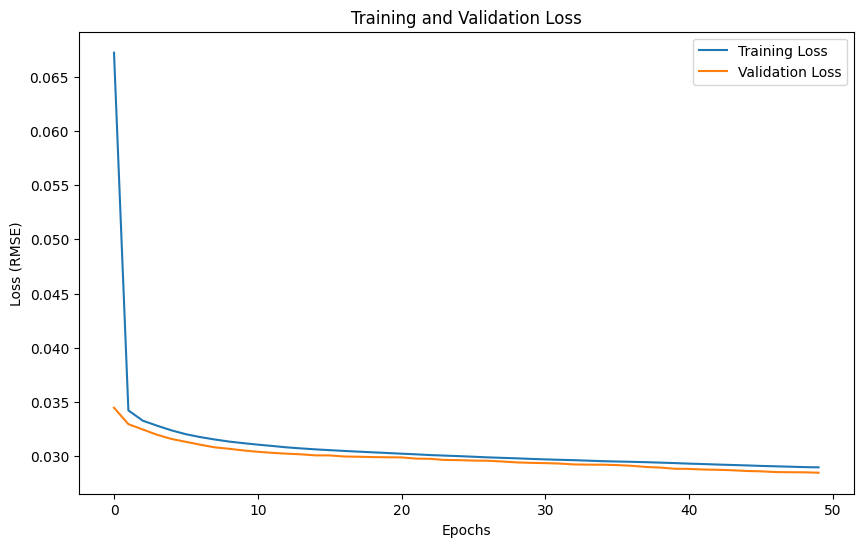 Training and Validation Loss
Training Loss
Validation Loss
0.065
0.060
0.055
0.050
0.045
0.040
0.035
0.030
Loss (RMSE)
0
10
20
30
40
50
Epochs